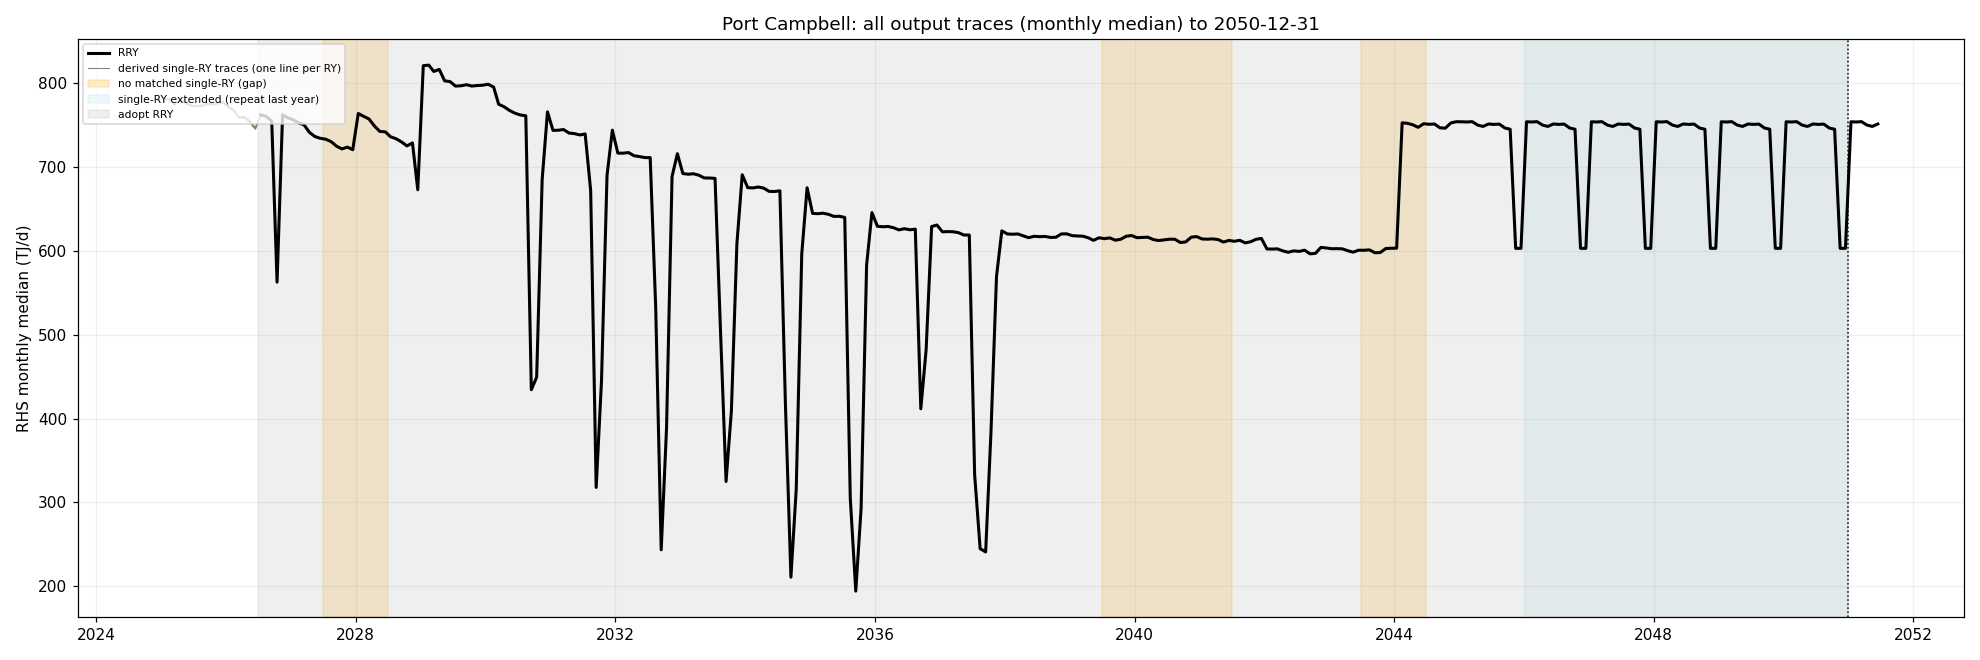 Port Campbell: all output traces (monthly median) to 2050-12-31
RRY
derived single-RY traces (one line per RY)
no matched single-RY (gap)
single-RY extended (repeat last year)
adopt RRY
RHS monthly median (TJ/d)
800
700
600
500
400
300
200
2024
2028
2032
2036
2040
2044
2048
2052